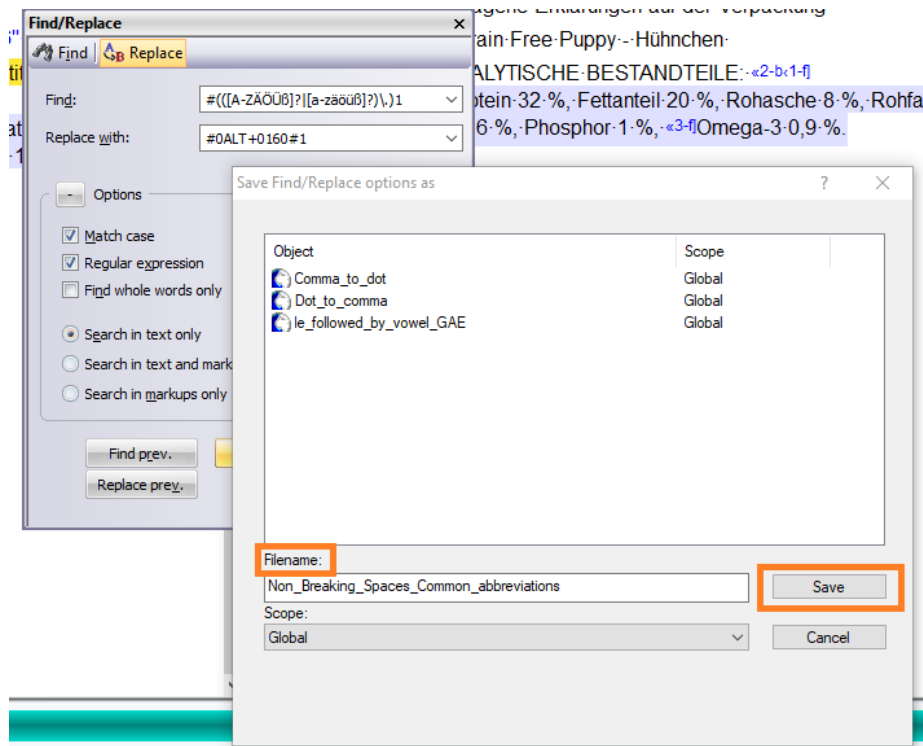 Find/Replace
Find
Replace
Find:
#(([A-ZÄÖÜß]?|[a-zäöüß]?)\.)1
Replace with:
#0ALT+0160#1
Options
Match case
Regular expression
Find whole words only
Search in text only
Search in text and mark
Search in markups only
Find prev.
Replace prev.
Erklärungen auf der Verpackung
rain·Free·Puppy·-·Hühnchen·
ALYTISCHE·BESTANDTEILE:·«2-b‹1-f]
otein·32·%,·Fettanteil·20·%,·Rohasche·8·%,·Rohfa
6·%,·Phosphor·1·%,·«3-f]Omega-3·0,9·%.
Save Find/Replace options as
? ×
Object Scope
Comma_to_dot Global
Dot_to_comma Global
le_followed_by_vowel_GAE Global
Filename:
Non_Breaking_Spaces_Common_abbreviations
Save
Scope:
Global
Cancel